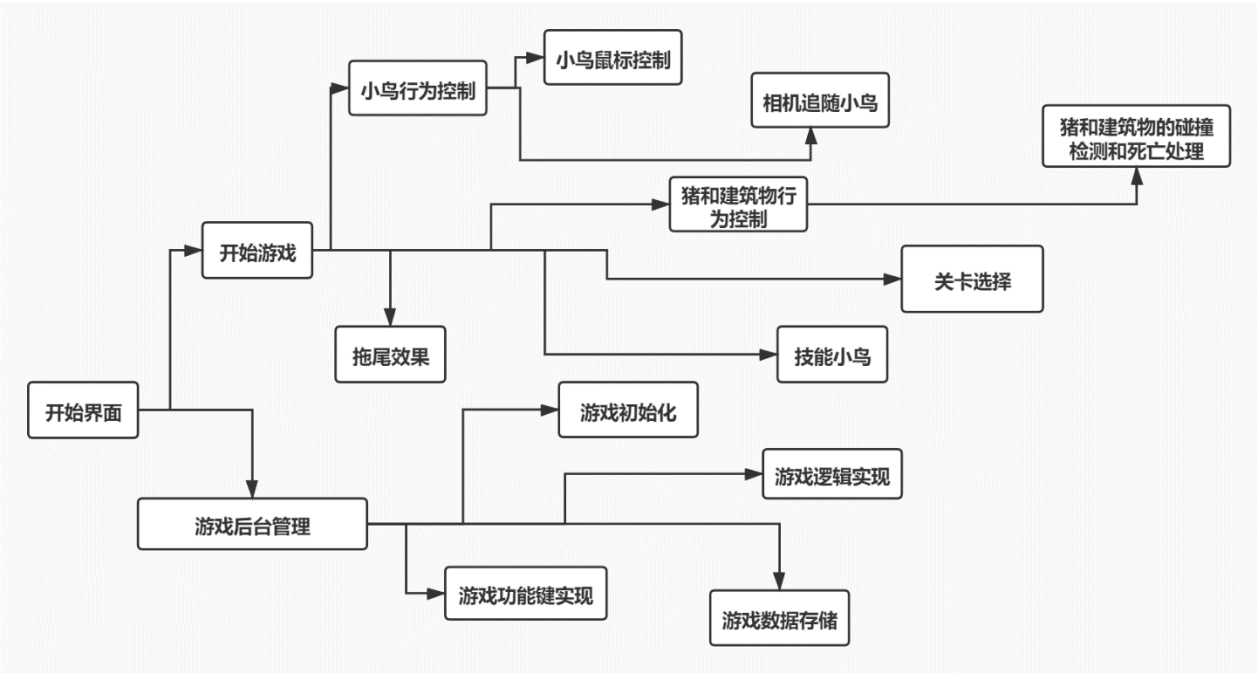 小鸟鼠标控制
小鸟行为控制
相机追随小鸟
猪和建筑物的碰撞
检测和死亡处理
猪和建筑物行
为控制
开始游戏
关卡选择
拖尾效果
技能小鸟
开始界面
游戏初始化
游戏逻辑实现
游戏后台管理
游戏功能键实现
游戏数据存储